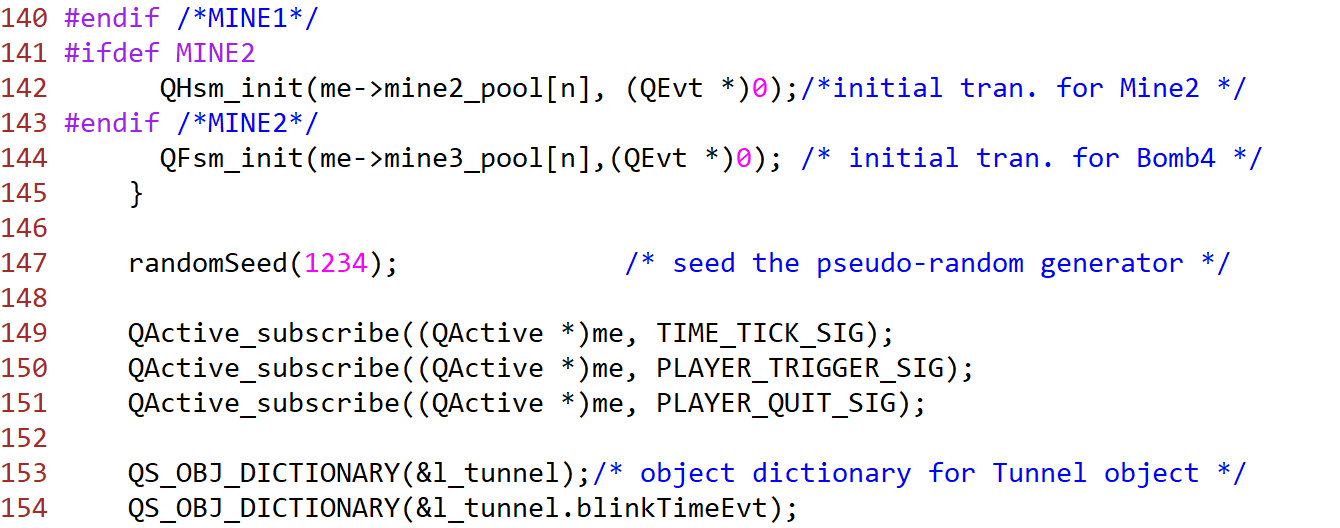 140 #endif /*MINE1*/
141 #ifdef MINE2
142       QHsm_init(me->mine2_pool[n], (QEvt *)0);/*initial tran. for Mine2 */
143 #endif /*MINE2*/
144       QFsm_init(me->mine3_pool[n],(QEvt *)0); /* initial tran. for Bomb4 */
145     }
146
147     randomSeed(1234);              /* seed the pseudo-random generator */
148
149     QActive_subscribe((QActive *)me, TIME_TICK_SIG);
150     QActive_subscribe((QActive *)me, PLAYER_TRIGGER_SIG);
151     QActive_subscribe((QActive *)me, PLAYER_QUIT_SIG);
152
153     QS_OBJ_DICTIONARY(&l_tunnel);/* object dictionary for Tunnel object */
154     QS_OBJ_DICTIONARY(&l_tunnel.blinkTimeEvt);